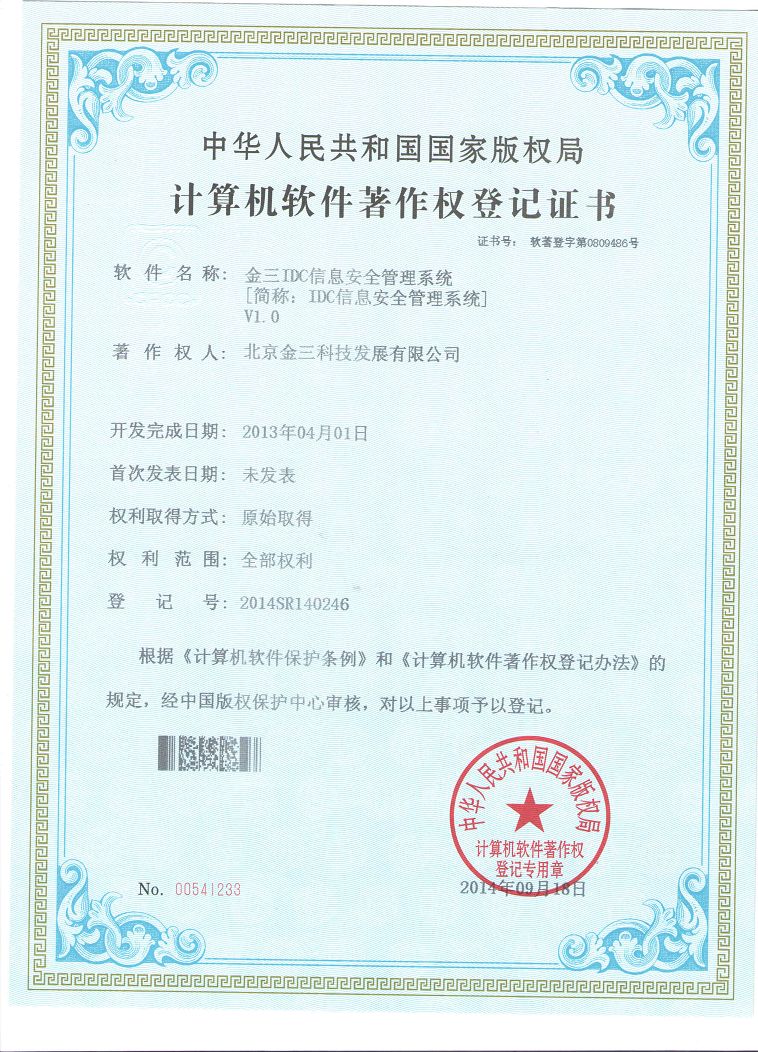 中华人民共和国国家版权局
计算机软件著作权登记证书
证书号： 软著登字第0809486号
软件名称： 金三IDC信息安全管理系统
[简称：IDC信息安全管理系统]
V1.0
著作权人： 北京金三科技发展有限公司
开发完成日期： 2013年04月01日
首次发表日期： 未发表
权利取得方式： 原始取得
权利范围： 全部权利
登记号： 2014SR140246
根据《计算机软件保护条例》和《计算机软件著作权登记办法》的
规定，经中国版权保护中心审核，对以上事项予以登记。
中华人民共和国国家版权局
计算机软件著作权
登记专用章
No. 00541233
2014年09月18日